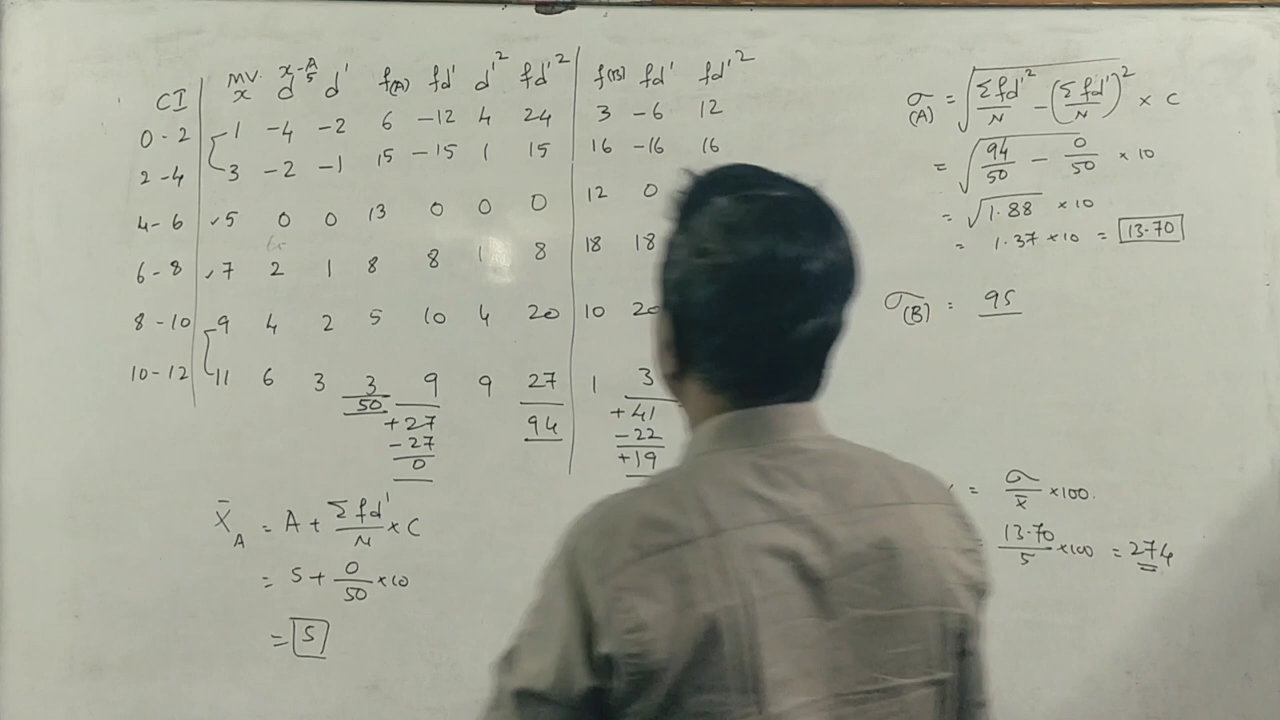 CI MV. x x-A/5 d d' f(A) fd' d'² fd'² f(B) fd' fd'²
0-2 1 -4 -2 6 -12 4 24 3 -6 12
2-4 3 -2 -1 15 -15 1 15 16 -16 16
4-6 5 0 0 13 0 0 0 12 0
6-8 7 2 1 8 8 1 8 18 18
8-10 9 4 2 5 10 4 20 10 20
10-12 11 6 3 3 9 9 27 1 3
50 +27 94 +41
-27 -22
0 +19
X̄A = A + Σfd'/N × C
= 5 + 0/50 ×10
= 5
σ(A) = √(Σfd'²/N - (Σfd'/N)²) × C
= √(94/50 - 0/50) ×10
= √1.88 ×10
= 1.37 ×10 = 13.70
σ(B) = 95
= σ/x̄ ×100.
13.70/5 ×100 = 274